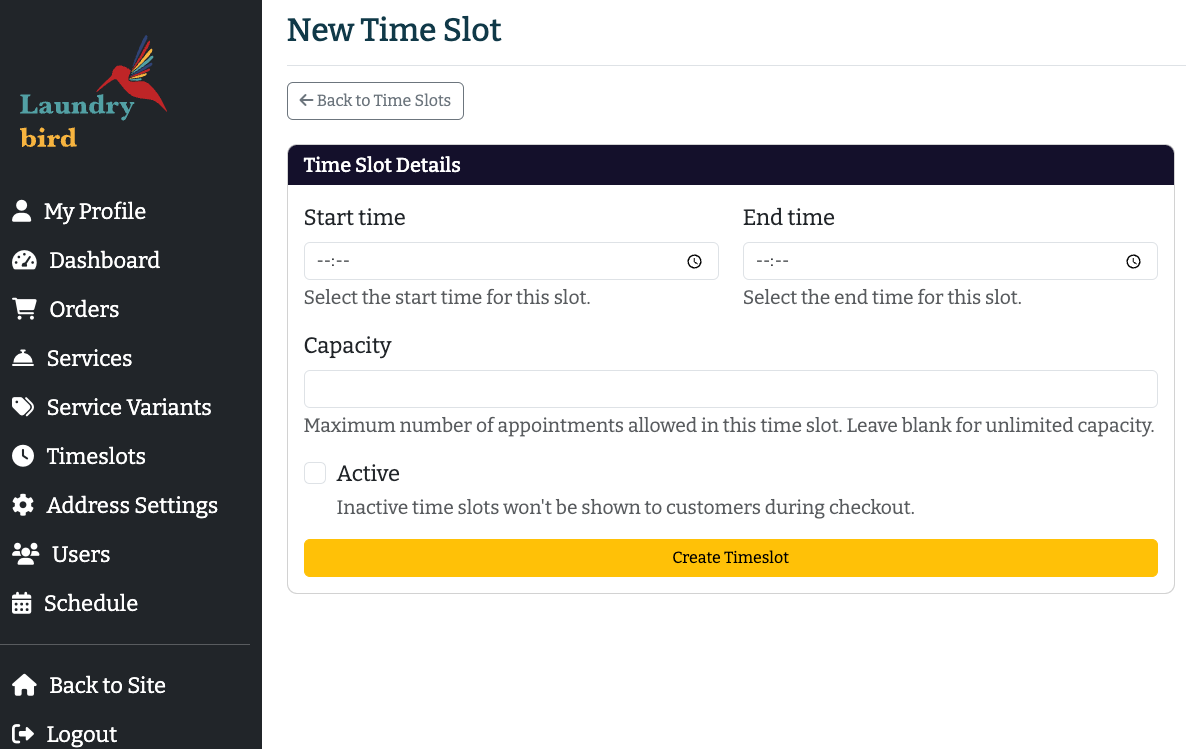 Laundry
bird
My Profile
Dashboard
Orders
Services
Service Variants
Timeslots
Address Settings
Users
Schedule
Back to Site
Logout
New Time Slot
Back to Time Slots
Time Slot Details
Start time
--:--
Select the start time for this slot.
End time
--:--
Select the end time for this slot.
Capacity
Maximum number of appointments allowed in this time slot. Leave blank for unlimited capacity.
Active
Inactive time slots won't be shown to customers during checkout.
Create Timeslot